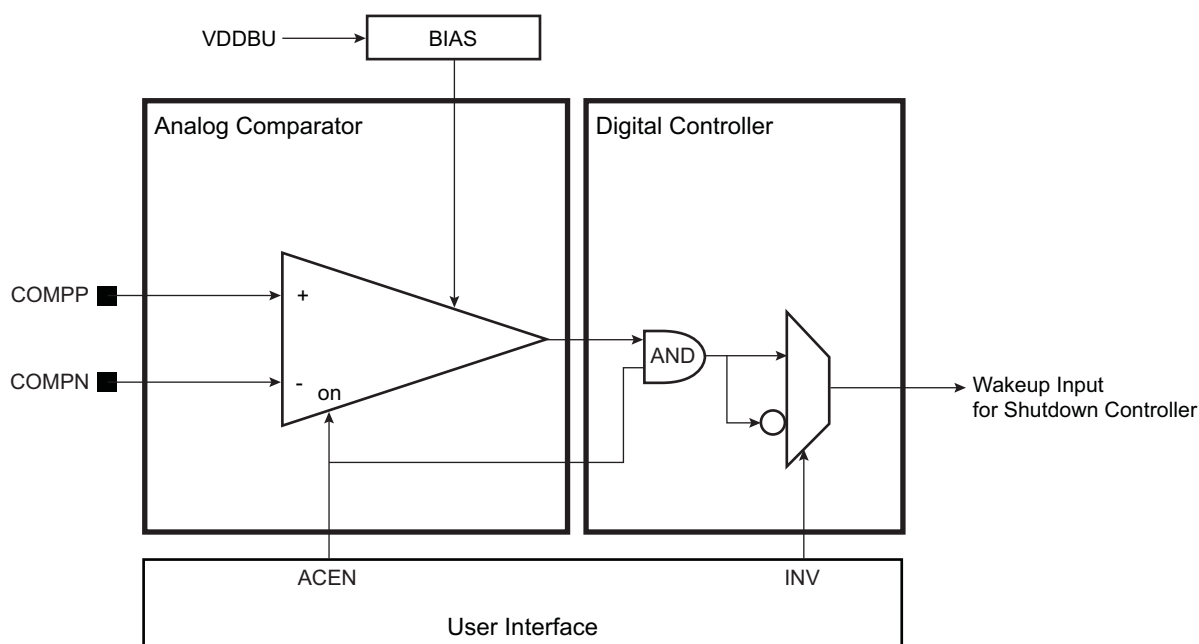 VDDBU
BIAS
Analog Comparator
Digital Controller
COMPP
+
AND
COMPN
-
on
Wakeup Input
for Shutdown Controller
ACEN
INV
User Interface